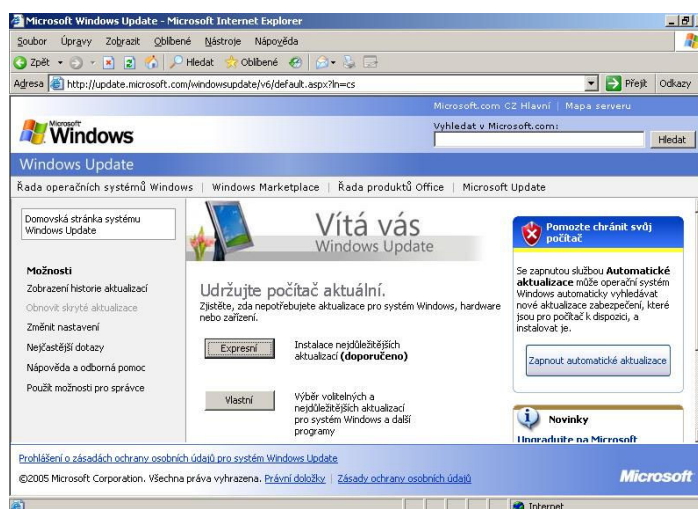 Microsoft Windows Update - Microsoft Internet Explorer
Soubor Úpravy Zobrazit Oblíbené Nástroje Nápověda
Zpět Hledat Oblíbené
Adresa http://update.microsoft.com/windowsupdate/v6/default.aspx?ln=cs Přejít Odkazy
Microsoft.com CZ Hlavní | Mapa serveru
Microsoft
Windows
Vyhledat v Microsoft.com:
Hledat
Windows Update
Řada operačních systémů Windows | Windows Marketplace | Řada produktů Office | Microsoft Update
Domovská stránka systému
Windows Update
Možnosti
Zobrazení historie aktualizací
Obnovit skryté aktualizace
Změnit nastavení
Nejčastější dotazy
Nápověda a odborná pomoc
Použít možnosti pro správce
Vítá vás
Windows Update
Udržujte počítač aktuální.
Zjistěte, zda nepotřebujete aktualizace pro systém Windows, hardware
nebo zařízení.
Expresní
Instalace nejdůležitějších
aktualizací (doporučeno)
Vlastní
Výběr volitelných a
nejdůležitějších aktualizací
pro systém Windows a další
programy
Pomozte chránit svůj
počítač
Se zapnutou službou Automatické
aktualizace může operační systém
Windows automaticky vyhledávat
nové aktualizace zabezpečení, které
jsou pro počítač k dispozici, a
instalovat je.
Zapnout automatické aktualizace
Novinky
Upgradujte na Microsoft
Prohlášení o zásadách ochrany osobních údajů pro systém Windows Update
©2005 Microsoft Corporation. Všechna práva vyhrazena. Právní doložky | Zásady ochrany osobních údajů
Microsoft
Internet